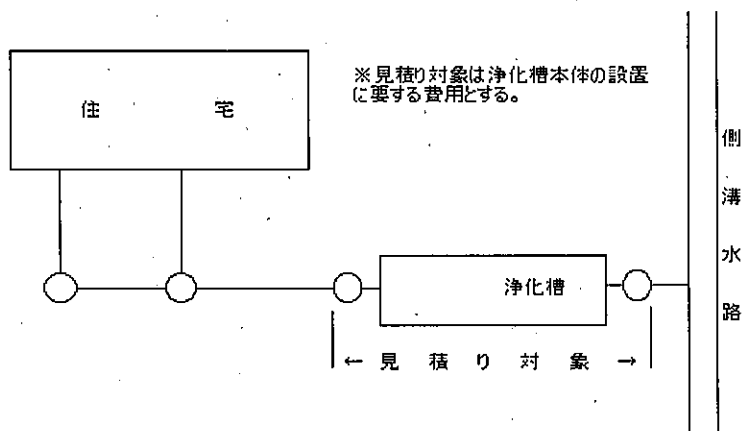 ※見積り対象は浄化槽本体の設置
に要する費用とする。
住宅
側溝水路
浄化槽
←見積り対象→